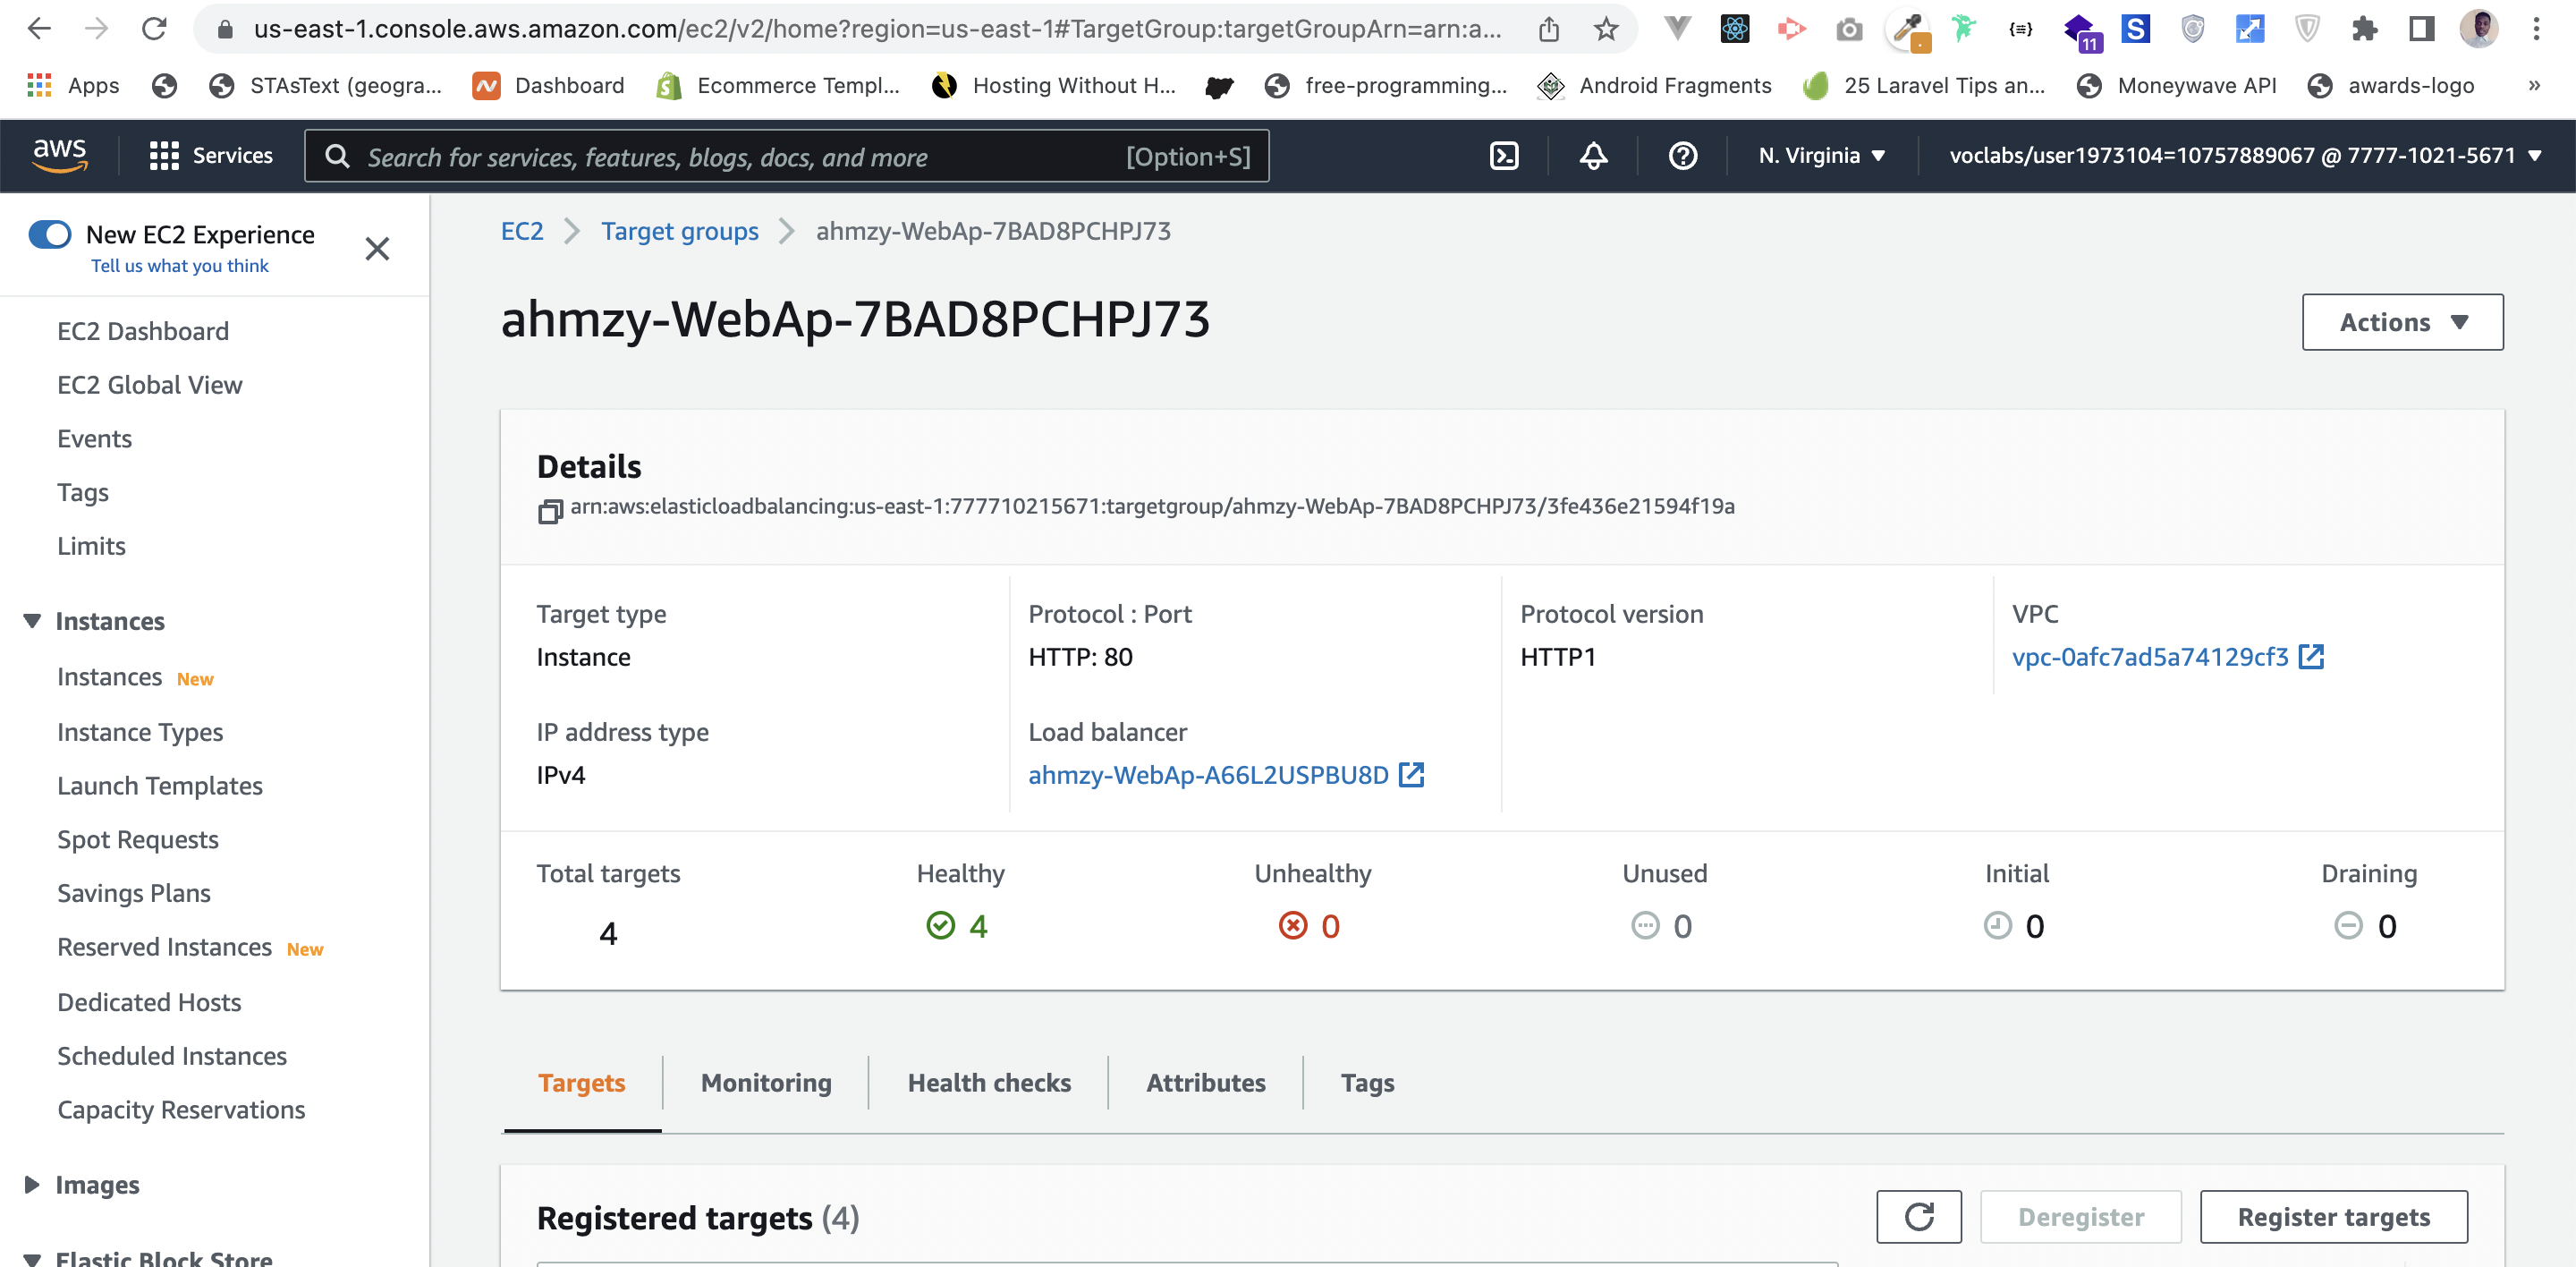 us-east-1.console.aws.amazon.com/ec2/v2/home?region=us-east-1#TargetGroup:targetGroupArn=arn:a...
11
Apps
STAsText (geogra...
Dashboard
Ecommerce Templ...
Hosting Without H...
free-programming...
Android Fragments
25 Laravel Tips an...
Moneywave API
awards-logo
»
aws
Services
Search for services, features, blogs, docs, and more
[Option+S]
N. Virginia
voclabs/user1973104=10757889067 @ 7777-1021-5671
New EC2 Experience
Tell us what you think
EC2 Dashboard
EC2 Global View
Events
Tags
Limits
Instances
Instances New
Instance Types
Launch Templates
Spot Requests
Savings Plans
Reserved Instances New
Dedicated Hosts
Scheduled Instances
Capacity Reservations
Images
Elastic Block Store
EC2 > Target groups > ahmzy-WebAp-7BAD8PCHPJ73
ahmzy-WebAp-7BAD8PCHPJ73
Actions
Details
arn:aws:elasticloadbalancing:us-east-1:777710215671:targetgroup/ahmzy-WebAp-7BAD8PCHPJ73/3fe436e21594f19a
Target type
Instance
Protocol : Port
HTTP: 80
Protocol version
HTTP1
VPC
vpc-0afc7ad5a74129cf3
IP address type
IPv4
Load balancer
ahmzy-WebAp-A66L2USPBU8D
Total targets
4
Healthy
4
Unhealthy
0
Unused
0
Initial
0
Draining
0
Targets
Monitoring
Health checks
Attributes
Tags
Registered targets (4)
Deregister
Register targets